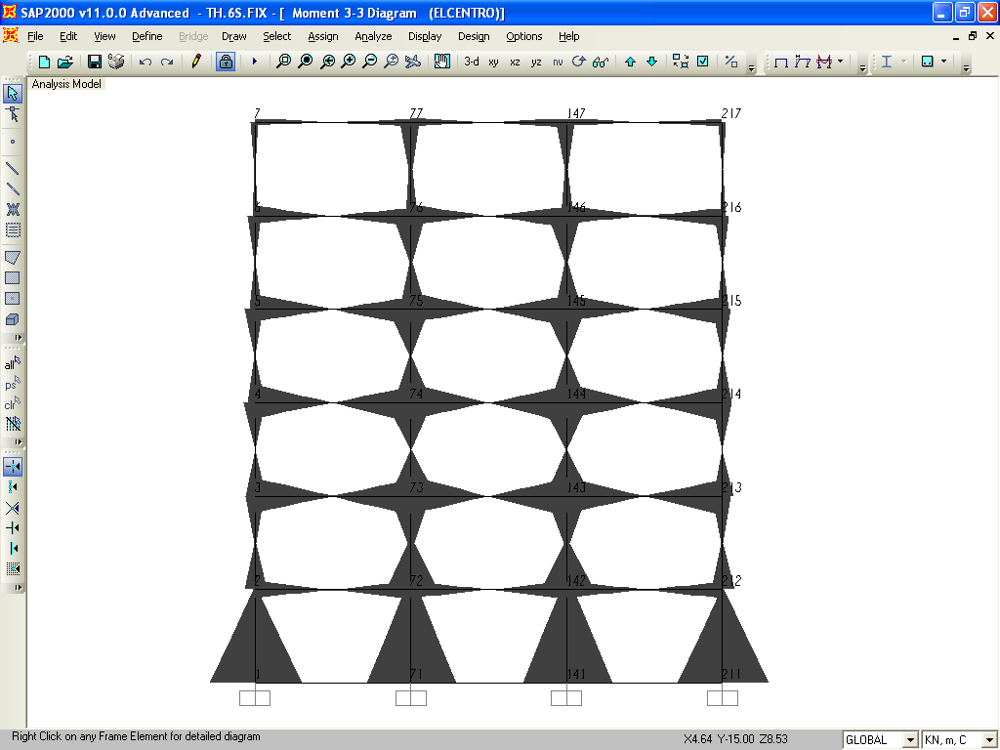 SAP2000 v11.0.0 Advanced - TH.6S.FIX - [ Moment 3-3 Diagram (ELCENTRO)]
File Edit View Define Bridge Draw Select Assign Analyze Display Design Options Help
3-d xy xz yz nv
Analysis Model
7 77 147 217
6 76 146 216
5 75 145 215
all
4 74 144 214
ps
clr
3 73 143 213
2 72 142 212
1 71 141 211
Right Click on any Frame Element for detailed diagram
X4.64 Y-15.00 Z8.53
GLOBAL
KN, m, C